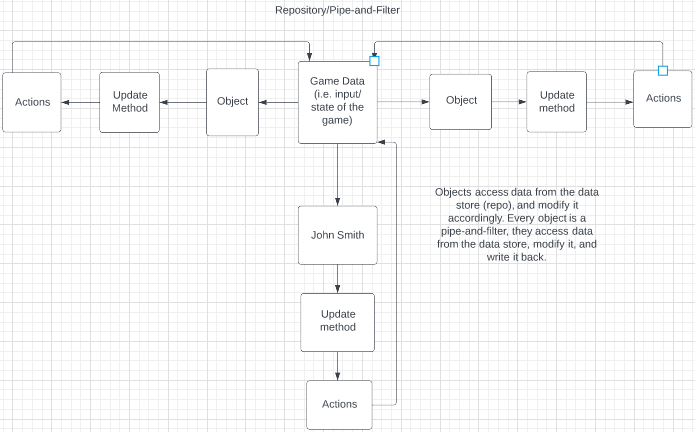 Repository/Pipe-and-Filter
Actions
Update
Method
Object
Game Data
(i.e. input/
state of the
game)
Object
Update
method
Actions
Objects access data from the data
store (repo), and modify it
accordingly. Every object is a
pipe-and-filter, they access data
from the data store, modify it, and
write it back.
John Smith
Update
method
Actions